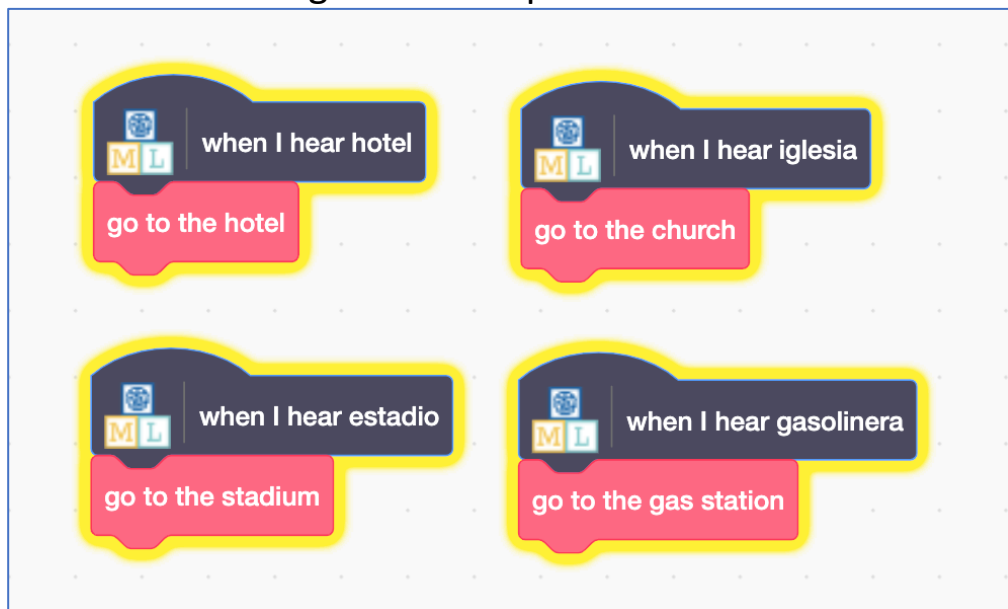 M L when I hear hotel
go to the hotel
M L when I hear iglesia
go to the church
M L when I hear estadio
go to the stadium
M L when I hear gasolinera
go to the gas station